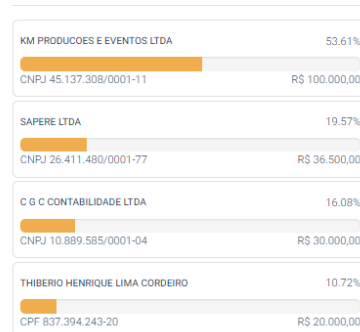 KM PRODUCOES E EVENTOS LTDA 53.61%
CNPJ 45.137.308/0001-11 R$ 100.000,00
SAPERE LTDA 19.57%
CNPJ 26.411.480/0001-77 R$ 36.500,00
C G C CONTABILIDADE LTDA 16.08%
CNPJ 10.889.585/0001-04 R$ 30.000,00
THIBERIO HENRIQUE LIMA CORDEIRO 10.72%
CPF 837.394.243-20 R$ 20.000,00